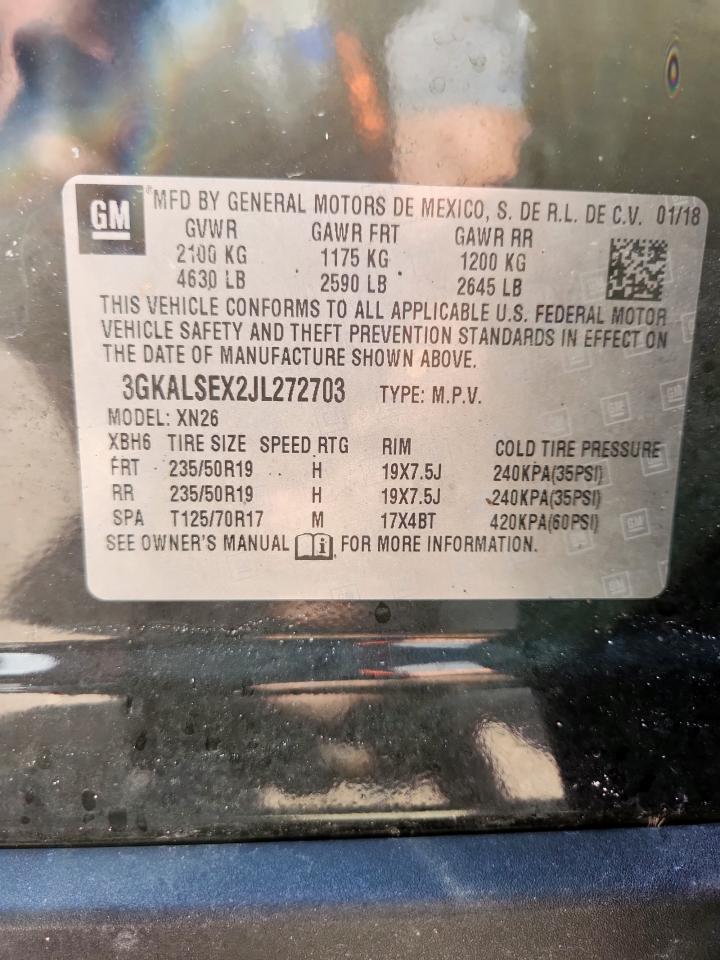 GM
®MFD BY GENERAL MOTORS DE MEXICO, S. DE R.L. DE C.V. 01/18
GVWR GAWR FRT GAWR RR
2100 KG 1175 KG 1200 KG
4630 LB 2590 LB 2645 LB
THIS VEHICLE CONFORMS TO ALL APPLICABLE U.S. FEDERAL MOTOR
VEHICLE SAFETY AND THEFT PREVENTION STANDARDS IN EFFECT ON
THE DATE OF MANUFACTURE SHOWN ABOVE.
3GKALSEX2JL272703 TYPE: M.P.V.
MODEL: XN26
XBH6 TIRE SIZE SPEED RTG RIM COLD TIRE PRESSURE
FRT 235/50R19 H 19X7.5J 240KPA(35PSI)
RR 235/50R19 H 19X7.5J 240KPA(35PSI)
SPA T125/70R17 M 17X4BT 420KPA(60PSI)
SEE OWNER'S MANUAL i FOR MORE INFORMATION.